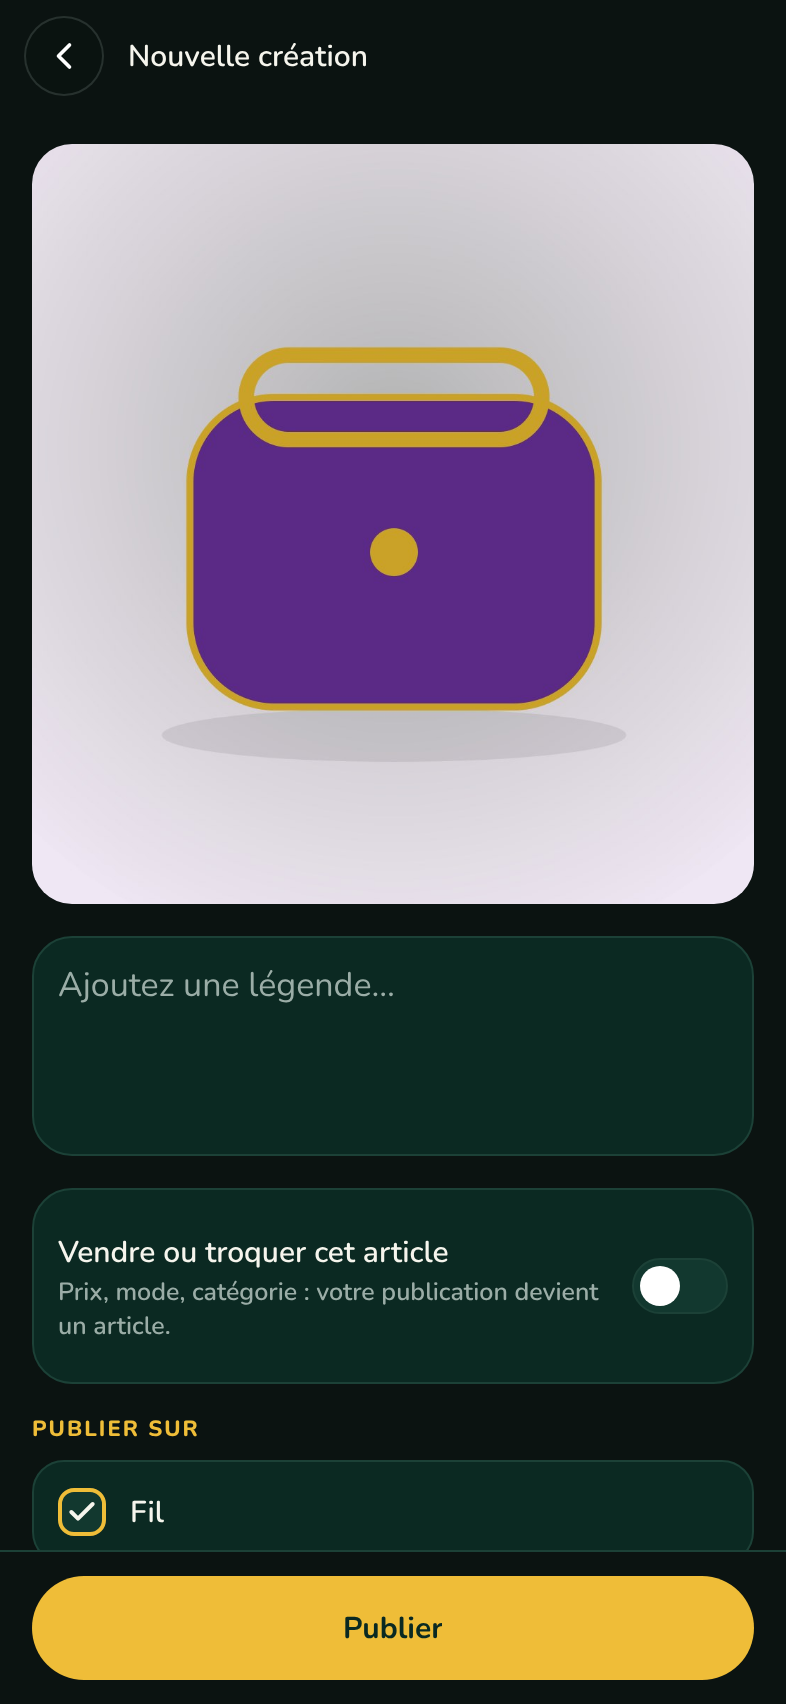 Nouvelle création
Ajoutez une légende...
Vendre ou troquer cet article
Prix, mode, catégorie : votre publication devient
un article.
PUBLIER SUR
Fil
Publier